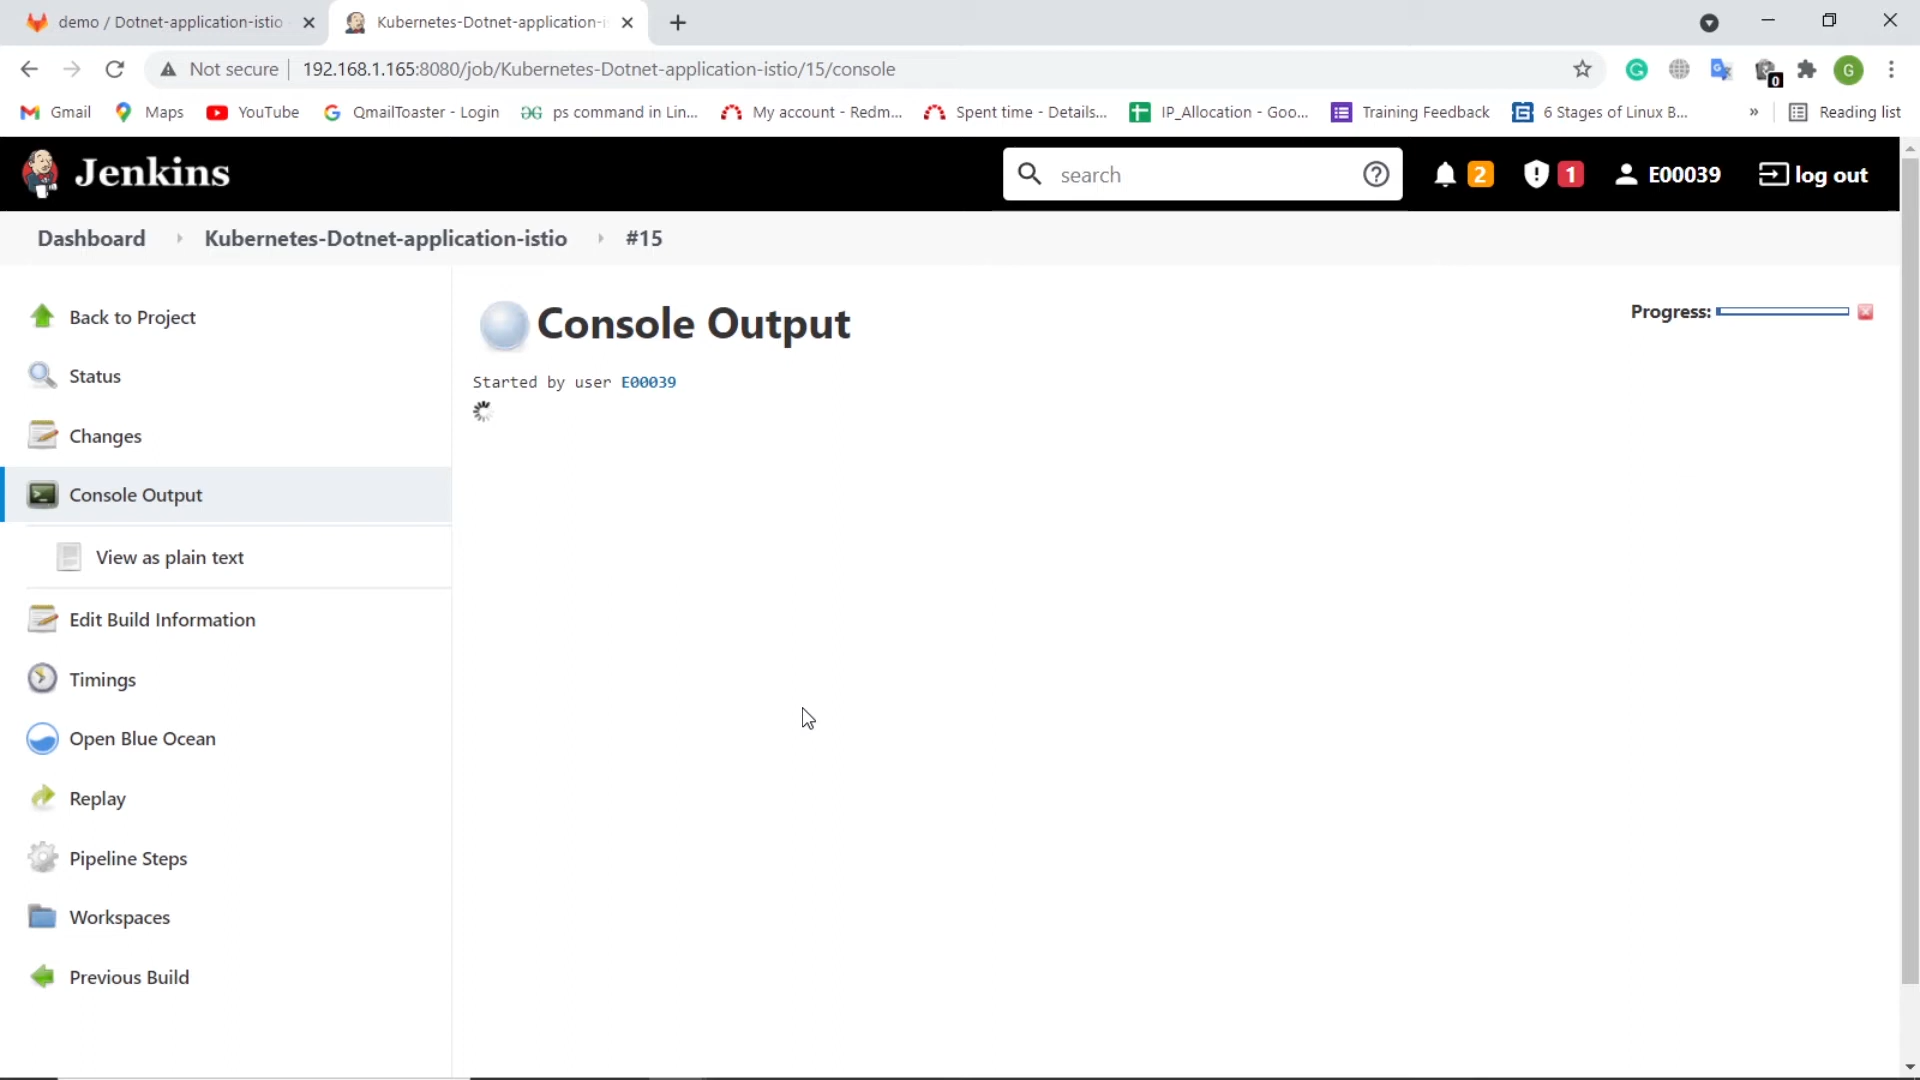 demo / Dotnet-application-istio
Kubernetes-Dotnet-application-i
Not secure
192.168.1.165:8080/job/Kubernetes-Dotnet-application-istio/15/console
0
G
Gmail
Maps
YouTube
QmailToaster - Login
ps command in Lin...
My account - Redm...
Spent time - Details...
IP_Allocation - Goo...
Training Feedback
6 Stages of Linux B...
»
Reading list
Jenkins
search
2
1
E00039
log out
Dashboard
Kubernetes-Dotnet-application-istio
#15
Back to Project
Status
Changes
Console Output
View as plain text
Edit Build Information
Timings
Open Blue Ocean
Replay
Pipeline Steps
Workspaces
Previous Build
Console Output
Progress:
Started by user E00039